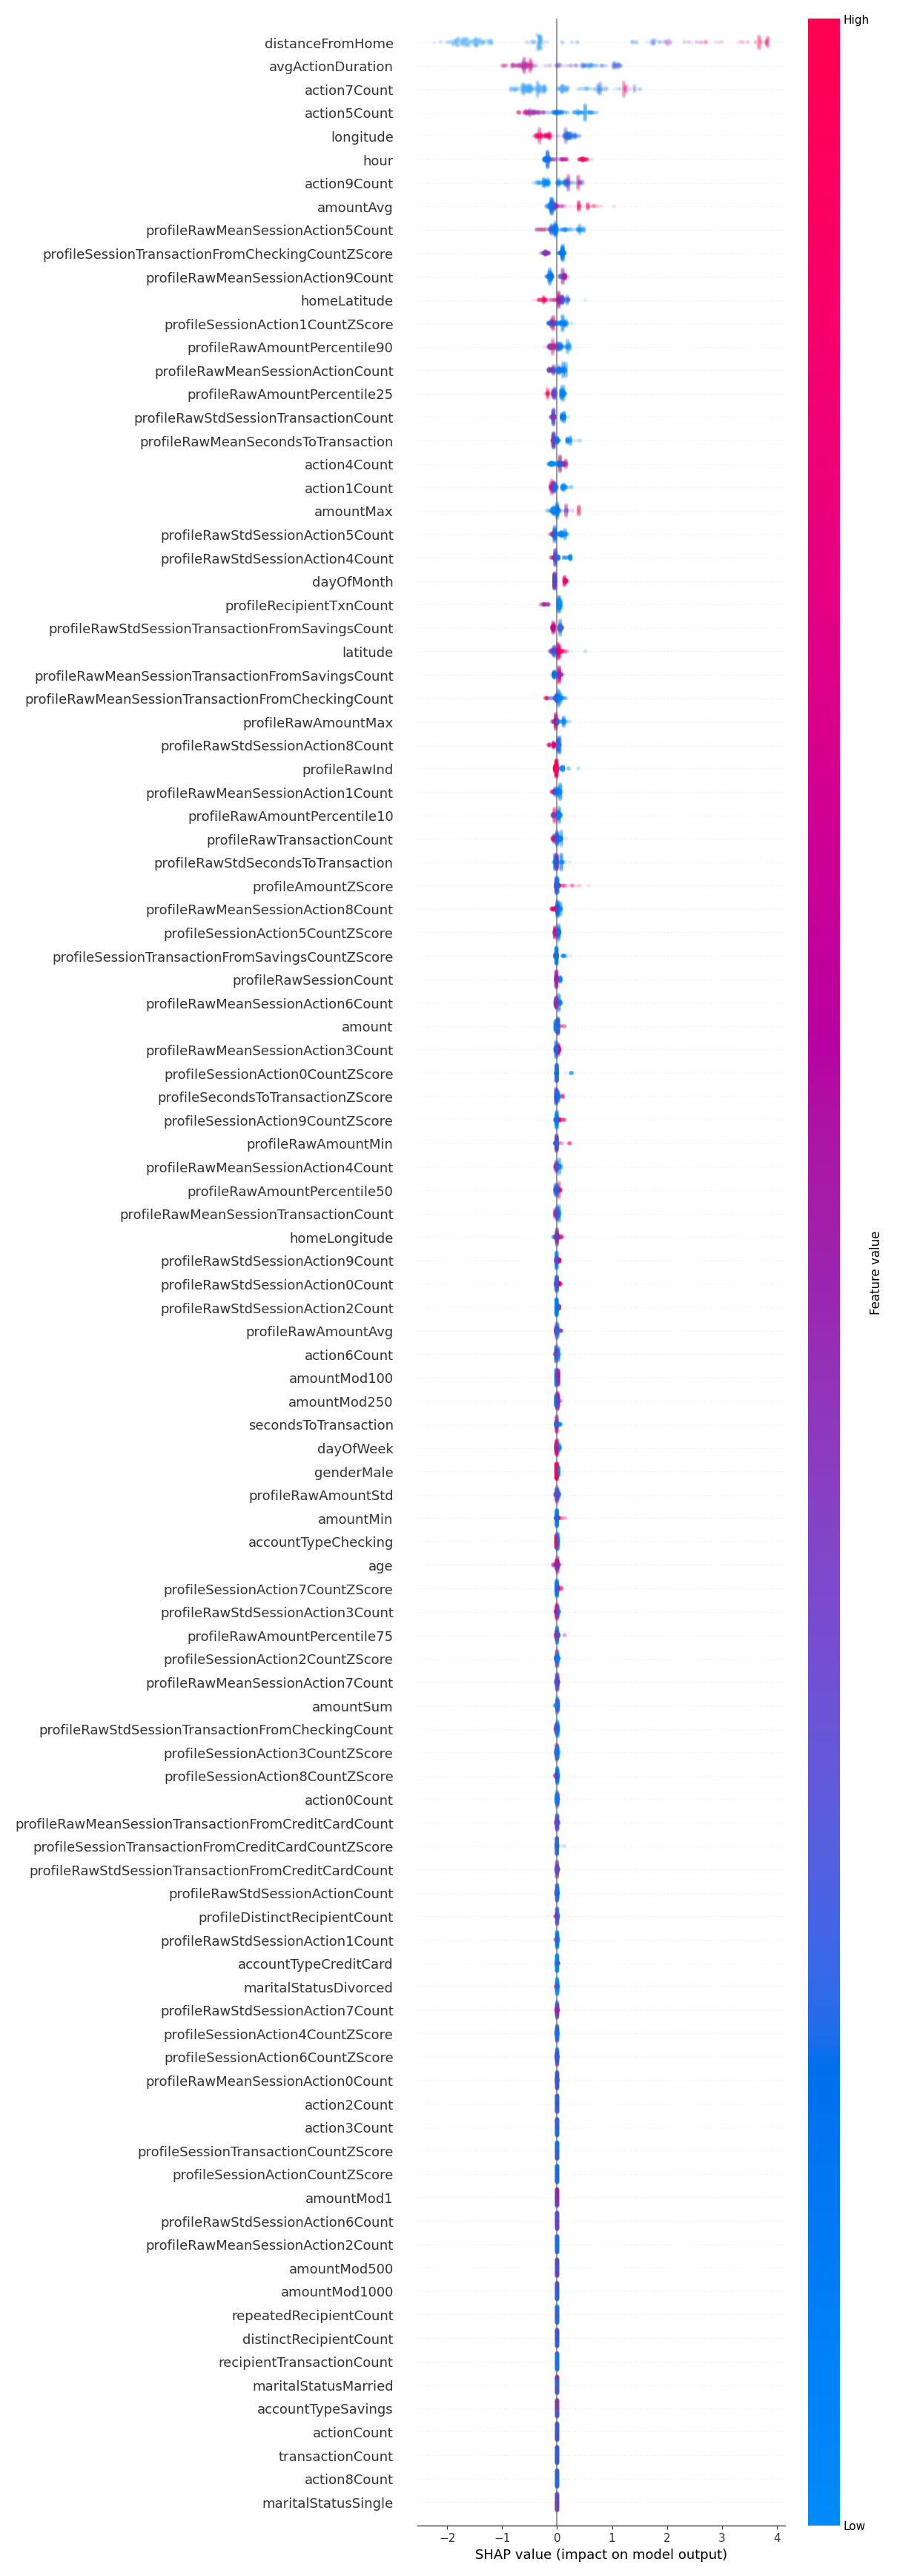 High
distanceFromHome
avgActionDuration
action7Count
action5Count
longitude
hour
action9Count
amountAvg
profileRawMeanSessionAction5Count
profileSessionTransactionFromCheckingCountZScore
profileRawMeanSessionAction9Count
homeLatitude
profileSessionAction1CountZScore
profileRawAmountPercentile90
profileRawMeanSessionActionCount
profileRawAmountPercentile25
profileRawStdSessionTransactionCount
profileRawMeanSecondsToTransaction
action4Count
action1Count
amountMax
profileRawStdSessionAction5Count
profileRawStdSessionAction4Count
dayOfMonth
profileRecipientTxnCount
profileRawStdSessionTransactionFromSavingsCount
latitude
profileRawMeanSessionTransactionFromSavingsCount
profileRawMeanSessionTransactionFromCheckingCount
profileRawAmountMax
profileRawStdSessionAction8Count
profileRawInd
profileRawMeanSessionAction1Count
profileRawAmountPercentile10
profileRawTransactionCount
profileRawStdSecondsToTransaction
profileAmountZScore
profileRawMeanSessionAction8Count
profileSessionAction5CountZScore
profileSessionTransactionFromSavingsCountZScore
profileRawSessionCount
profileRawMeanSessionAction6Count
amount
profileRawMeanSessionAction3Count
profileSessionAction0CountZScore
profileSecondsToTransactionZScore
profileSessionAction9CountZScore
profileRawAmountMin
profileRawMeanSessionAction4Count
profileRawAmountPercentile50
profileRawMeanSessionTransactionCount
homeLongitude
profileRawStdSessionAction9Count
profileRawStdSessionAction0Count
profileRawStdSessionAction2Count
profileRawAmountAvg
action6Count
amountMod100
amountMod250
secondsToTransaction
dayOfWeek
genderMale
profileRawAmountStd
amountMin
accountTypeChecking
age
profileSessionAction7CountZScore
profileRawStdSessionAction3Count
profileRawAmountPercentile75
profileSessionAction2CountZScore
profileRawMeanSessionAction7Count
amountSum
profileRawStdSessionTransactionFromCheckingCount
profileSessionAction3CountZScore
profileSessionAction8CountZScore
action0Count
profileRawMeanSessionTransactionFromCreditCardCount
profileSessionTransactionFromCreditCardCountZScore
profileRawStdSessionTransactionFromCreditCardCount
profileRawStdSessionActionCount
profileDistinctRecipientCount
profileRawStdSessionAction1Count
accountTypeCreditCard
maritalStatusDivorced
profileRawStdSessionAction7Count
profileSessionAction4CountZScore
profileSessionAction6CountZScore
profileRawMeanSessionAction0Count
action2Count
action3Count
profileSessionTransactionCountZScore
profileSessionActionCountZScore
amountMod1
profileRawStdSessionAction6Count
profileRawMeanSessionAction2Count
amountMod500
amountMod1000
repeatedRecipientCount
distinctRecipientCount
recipientTransactionCount
maritalStatusMarried
accountTypeSavings
actionCount
transactionCount
action8Count
maritalStatusSingle
Feature value
Low
−2 −1 0 1 2 3 4
SHAP value (impact on model output)